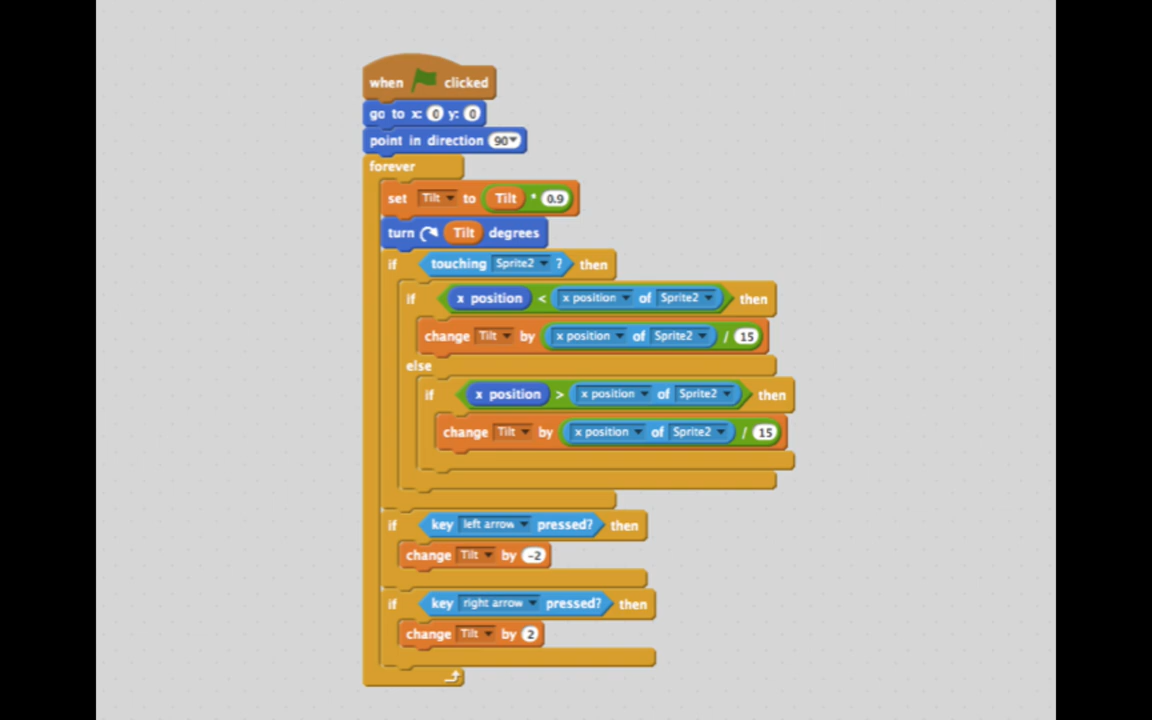 when clicked
go to x: 0 y: 0
point in direction 90
forever
set Tilt to Tilt * 0.9
turn Tilt degrees
if touching Sprite2 ? then
if x position < x position of Sprite2 then
change Tilt by x position of Sprite2 / 15
else
if x position > x position of Sprite2 then
change Tilt by x position of Sprite2 / 15
if key left arrow pressed? then
change Tilt by -2
if key right arrow pressed? then
change Tilt by 2